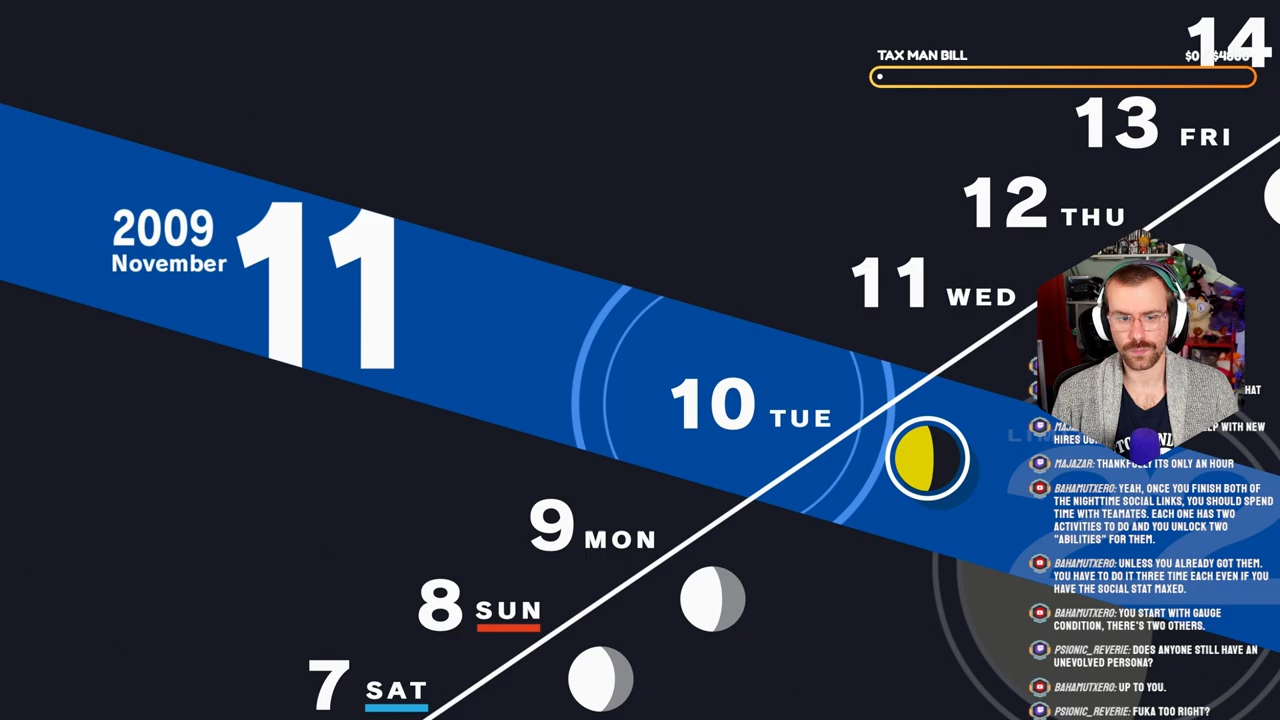 14
TAX MAN BILL
13 FRI
12 THU
2009
November
11
11 WED
10 TUE
9 MON
8 SUN
7 SAT
HAT
WITH NEW
HIRES
MAJAZAR: THANKFULLY ITS ONLY AN HOUR
BAHAMUTXERO: YEAH, ONCE YOU FINISH BOTH OF
THE NIGHTTIME SOCIAL LINKS, YOU SHOULD SPEND
TIME WITH TEAMATES. EACH ONE HAS TWO
ACTIVITIES TO DO AND YOU UNLOCK TWO
"ABILITIES" FOR THEM.
BAHAMUTXERO: UNLESS YOU ALREADY GOT THEM.
YOU HAVE TO DO IT THREE TIME EACH EVEN IF YOU
HAVE THE SOCIAL STAT MAXED.
BAHAMUTXERO: YOU START WITH GAUGE
CONDITION, THERE'S TWO OTHERS.
PSIONIC_REVERIE: DOES ANYONE STILL HAVE AN
UNEVOLVED PERSONA?
BAHAMUTXERO: UP TO YOU.
PSIONIC_REVERIE: FUKA TOO RIGHT?